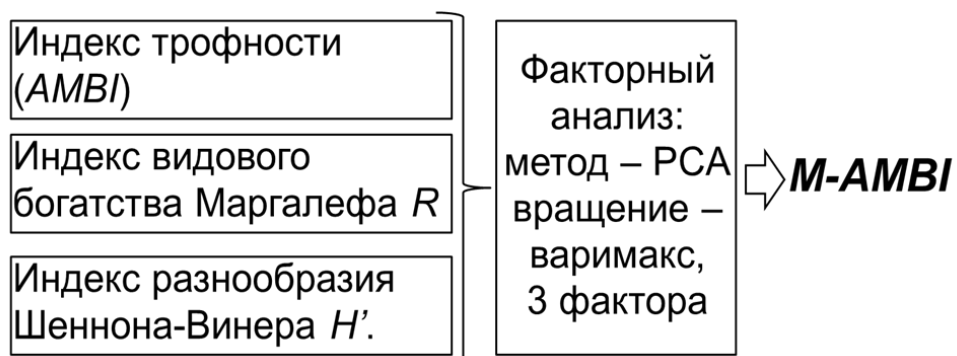 Индекс трофности
(AMBI)
Индекс видового
богатства Маргалефа R
Индекс разнообразия
Шеннона-Винера H’.
Факторный
анализ:
метод – PCA
вращение –
варимакс,
3 фактора
M-AMBI